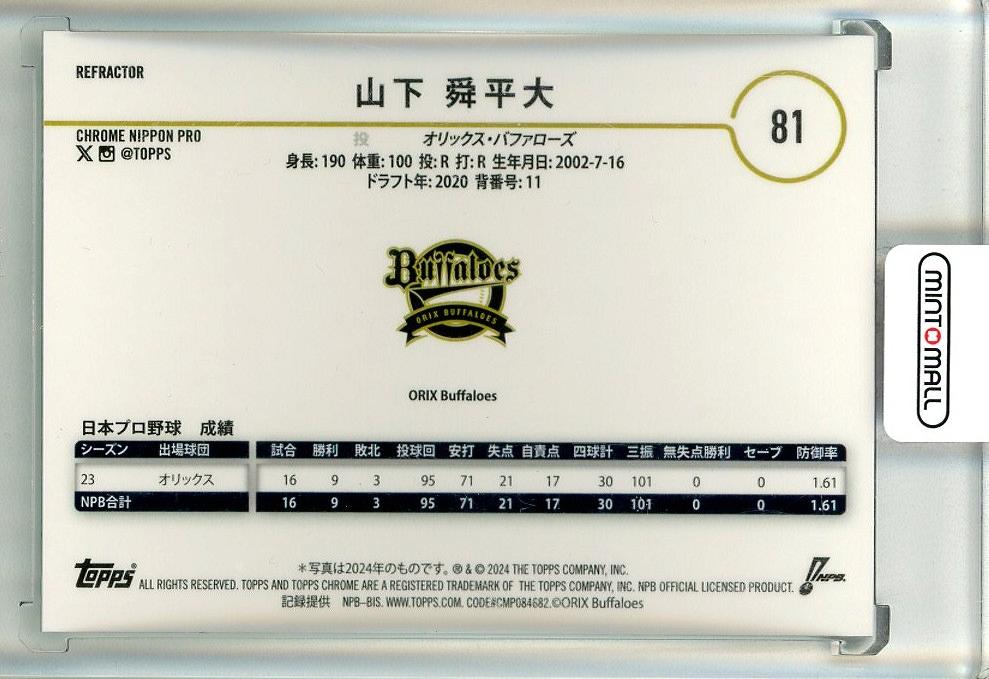 REFRACTOR
山下 舜平大
81
CHROME NIPPON PRO
@TOPPS
投 オリックス・バファローズ
身長: 190 体重: 100 投: R 打: R 生年月日: 2002-7-16
ドラフト年: 2020 背番号: 11
Buffaloes
ORIX BUFFALOES
ORIX Buffaloes
MINT MALL
日本プロ野球 成績
シーズン 出場球団 試合 勝利 敗北 投球回 安打 失点 自責点 四球計 三振 無失点勝利 セーブ 防御率
23 オリックス 16 9 3 95 71 21 17 30 101 0 0 1.61
NPB合計 16 9 3 95 71 21 17 30 101 0 0 1.61
topps
*写真は2024年のものです。 ® & © 2024 THE TOPPS COMPANY, INC.
ALL RIGHTS RESERVED. TOPPS AND TOPPS CHROME ARE A REGISTERED TRADEMARK OF THE TOPPS COMPANY, INC. NPB OFFICIAL LICENSED PRODUCT.
NPB.
記録提供 NPB-BIS. WWW.TOPPS.COM. CODE#CMP084682.©ORIX Buffaloes